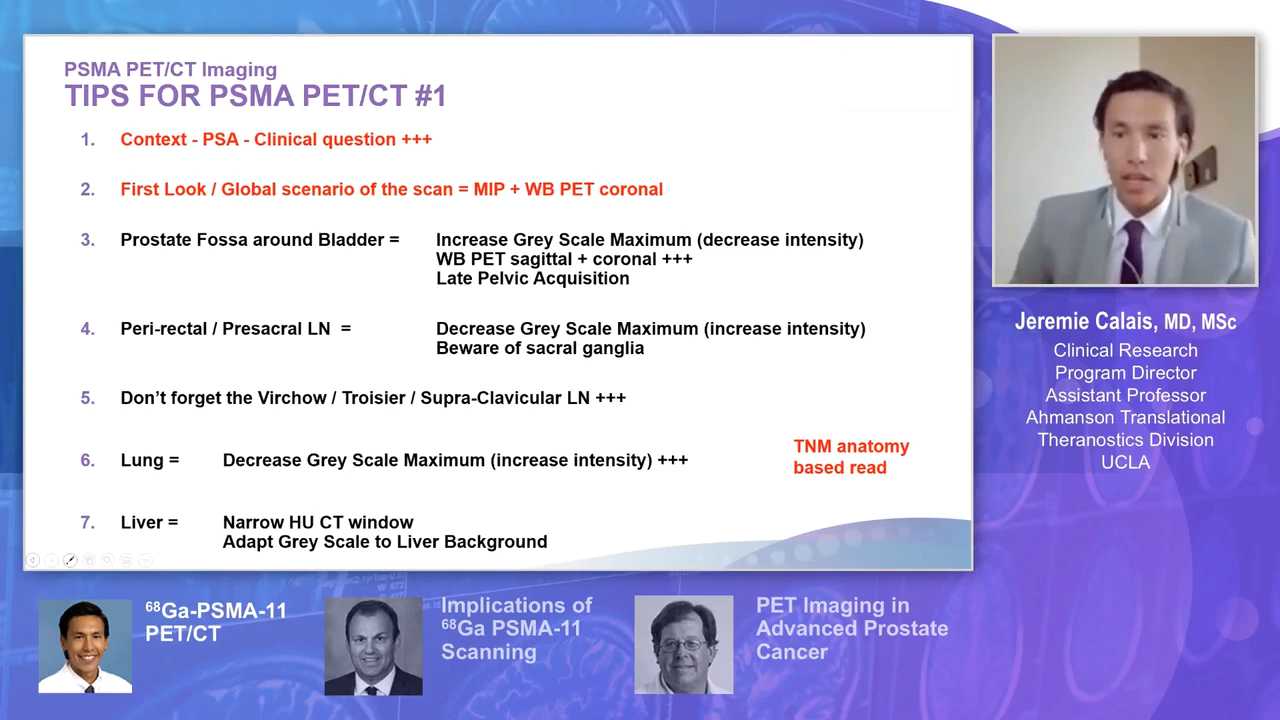 PSMA PET/CT Imaging
TIPS FOR PSMA PET/CT #1
1. Context - PSA - Clinical question +++
2. First Look / Global scenario of the scan = MIP + WB PET coronal
3. Prostate Fossa around Bladder = Increase Grey Scale Maximum (decrease intensity)
WB PET sagittal + coronal +++
Late Pelvic Acquisition
4. Peri-rectal / Presacral LN = Decrease Grey Scale Maximum (increase intensity)
Beware of sacral ganglia
5. Don’t forget the Virchow / Troisier / Supra-Clavicular LN +++
6. Lung = Decrease Grey Scale Maximum (increase intensity) +++
TNM anatomy
based read
7. Liver = Narrow HU CT window
Adapt Grey Scale to Liver Background
Jeremie Calais, MD, MSc
Clinical Research
Program Director
Assistant Professor
Ahmanson Translational
Theranostics Division
UCLA
⁶⁸Ga-PSMA-11
PET/CT
Implications of
⁶⁸Ga PSMA-11
Scanning
PET Imaging in
Advanced Prostate
Cancer